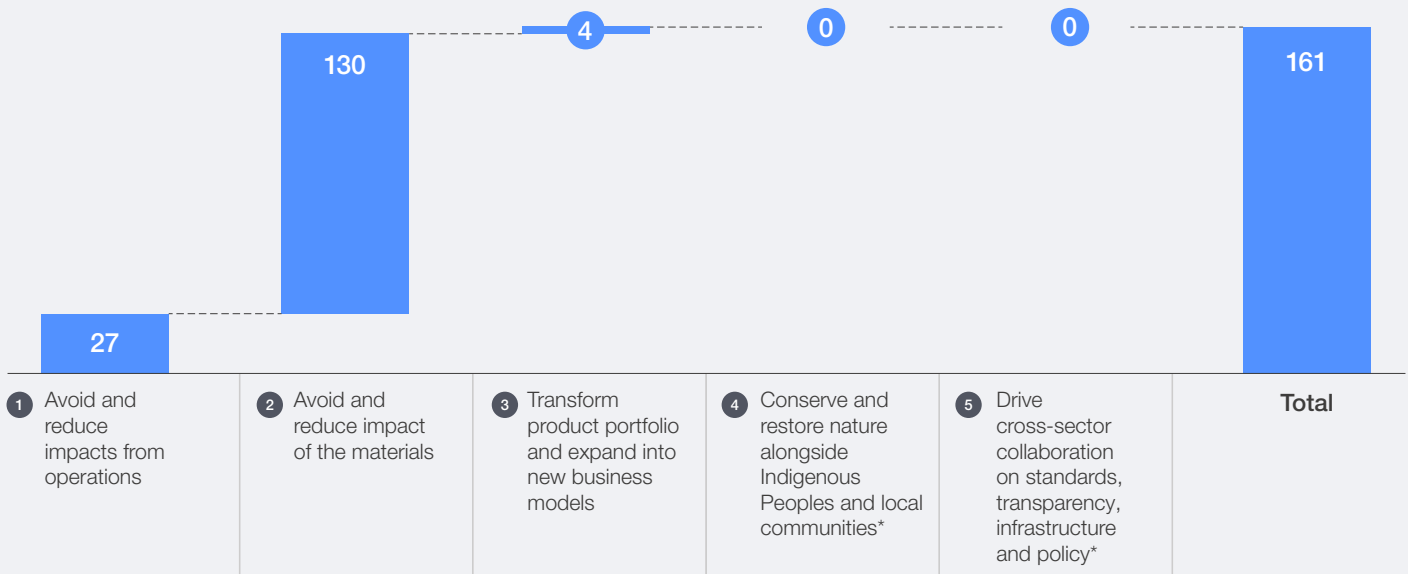 4
0
0
130
161
27
1 Avoid and
reduce
impacts from
operations
2 Avoid and
reduce impact
of the materials
3 Transform
product portfolio
and expand into
new business
models
4 Conserve and
restore nature
alongside
Indigenous
Peoples and local
communities*
5 Drive
cross-sector
collaboration
on standards,
transparency,
infrastructure
and policy*
Total